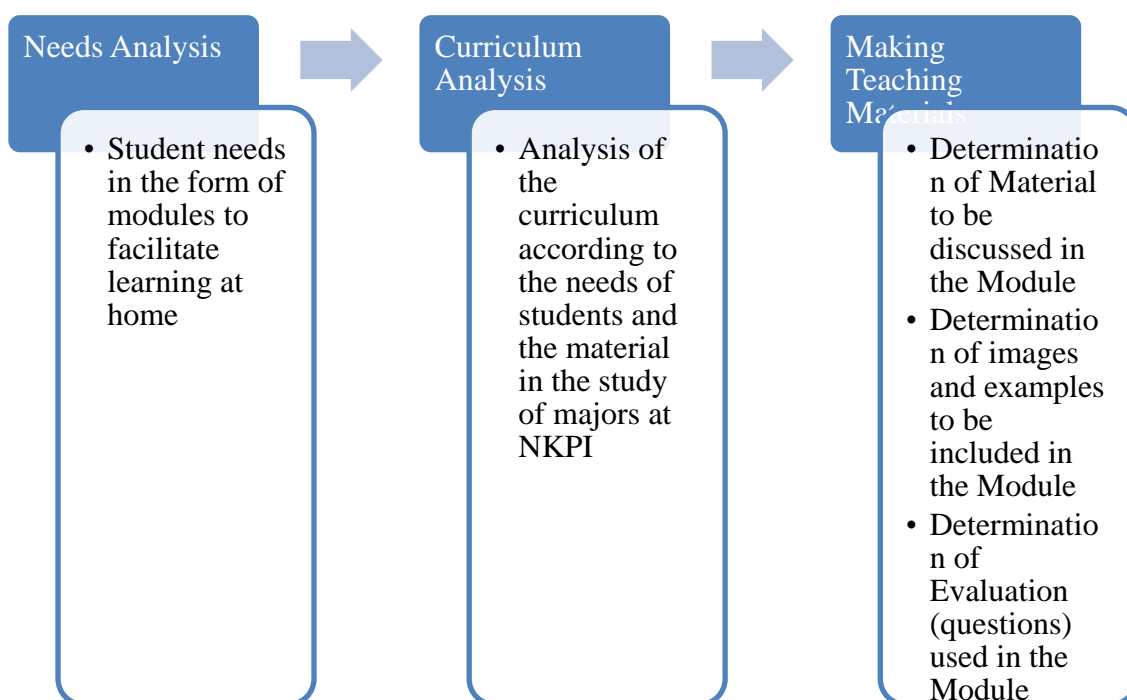 Needs Analysis
• Student needs
in the form of
modules to
facilitate
learning at
home
Curriculum
Analysis
• Analysis of
the
curriculum
according to
the needs of
students and
the material
in the study
of majors at
NKPI
Making
Teaching
Materials
• Determinatio
n of Material
to be
discussed in
the Module
• Determinatio
n of images
and examples
to be
included in
the Module
• Determinatio
n of
Evaluation
(questions)
used in the
Module